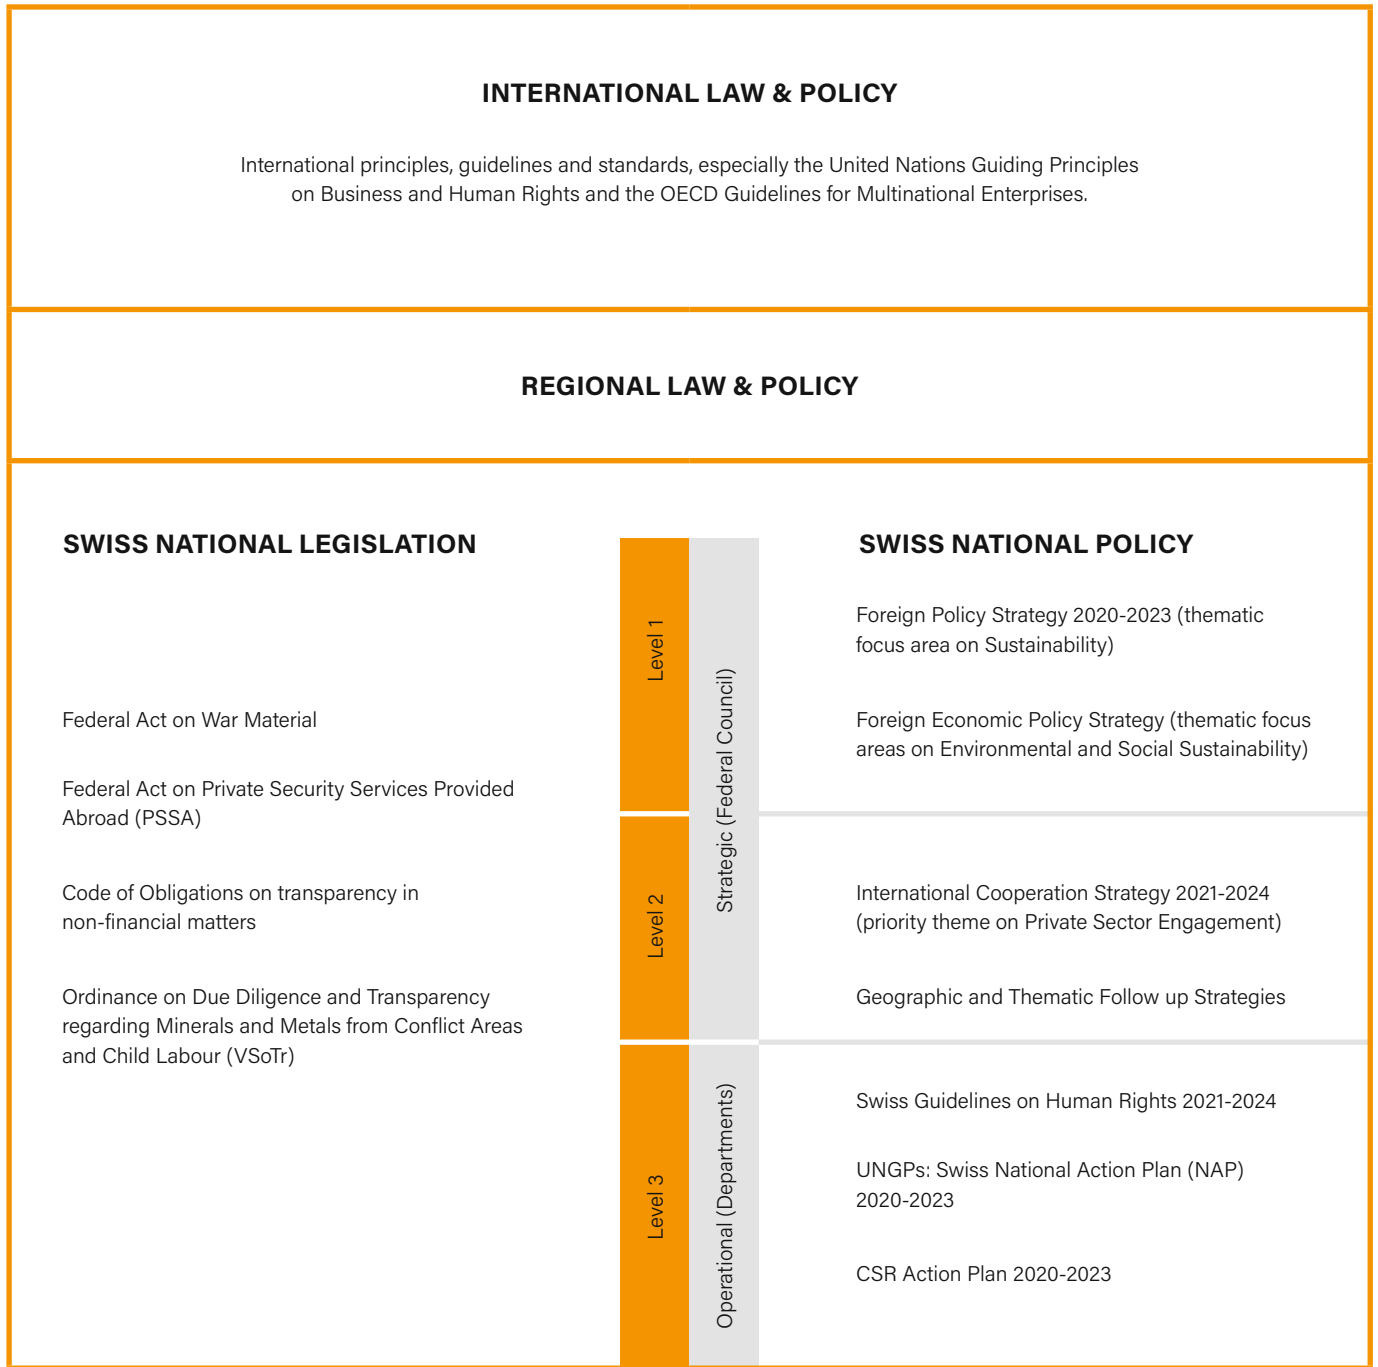 INTERNATIONAL LAW & POLICY
International principles, guidelines and standards, especially the United Nations Guiding Principles
on Business and Human Rights and the OECD Guidelines for Multinational Enterprises.
REGIONAL LAW & POLICY
SWISS NATIONAL LEGISLATION
Federal Act on War Material
Federal Act on Private Security Services Provided
Abroad (PSSA)
Code of Obligations on transparency in
non-financial matters
Ordinance on Due Diligence and Transparency
regarding Minerals and Metals from Conflict Areas
and Child Labour (VSoTr)
Level 1
Level 2
Level 3
Strategic (Federal Council)
Operational (Departments)
SWISS NATIONAL POLICY
Foreign Policy Strategy 2020-2023 (thematic
focus area on Sustainability)
Foreign Economic Policy Strategy (thematic focus
areas on Environmental and Social Sustainability)
International Cooperation Strategy 2021-2024
(priority theme on Private Sector Engagement)
Geographic and Thematic Follow up Strategies
Swiss Guidelines on Human Rights 2021-2024
UNGPs: Swiss National Action Plan (NAP)
2020-2023
CSR Action Plan 2020-2023